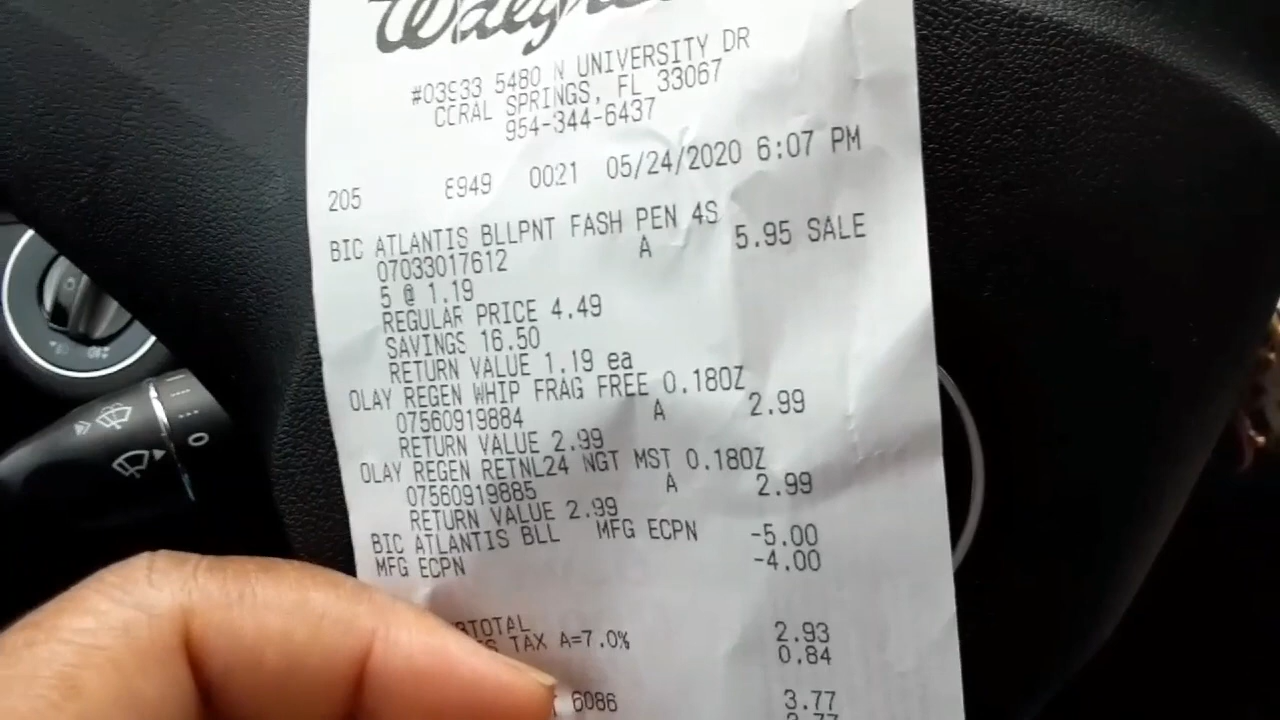 Walgre
#03933 5480 N UNIVERSITY DR
CORAL SPRINGS, FL 33067
954-344-6437
205 8949 0021 05/24/2020 6:07 PM
BIC ATLANTIS BLLPNT FASH PEN 4S
07033017612 A 5.95 SALE
5 @ 1.19
REGULAR PRICE 4.49
SAVINGS 16.50
RETURN VALUE 1.19 ea
OLAY REGEN WHIP FRAG FREE 0.18OZ
07560919884 A 2.99
RETURN VALUE 2.99
OLAY REGEN RETNL24 NGT MST 0.18OZ
07560919885 A 2.99
RETURN VALUE 2.99
BIC ATLANTIS BLL MFG ECPN -5.00
MFG ECPN -4.00
BTOTAL 2.93
S TAX A=7.0% 0.84
6086 3.77